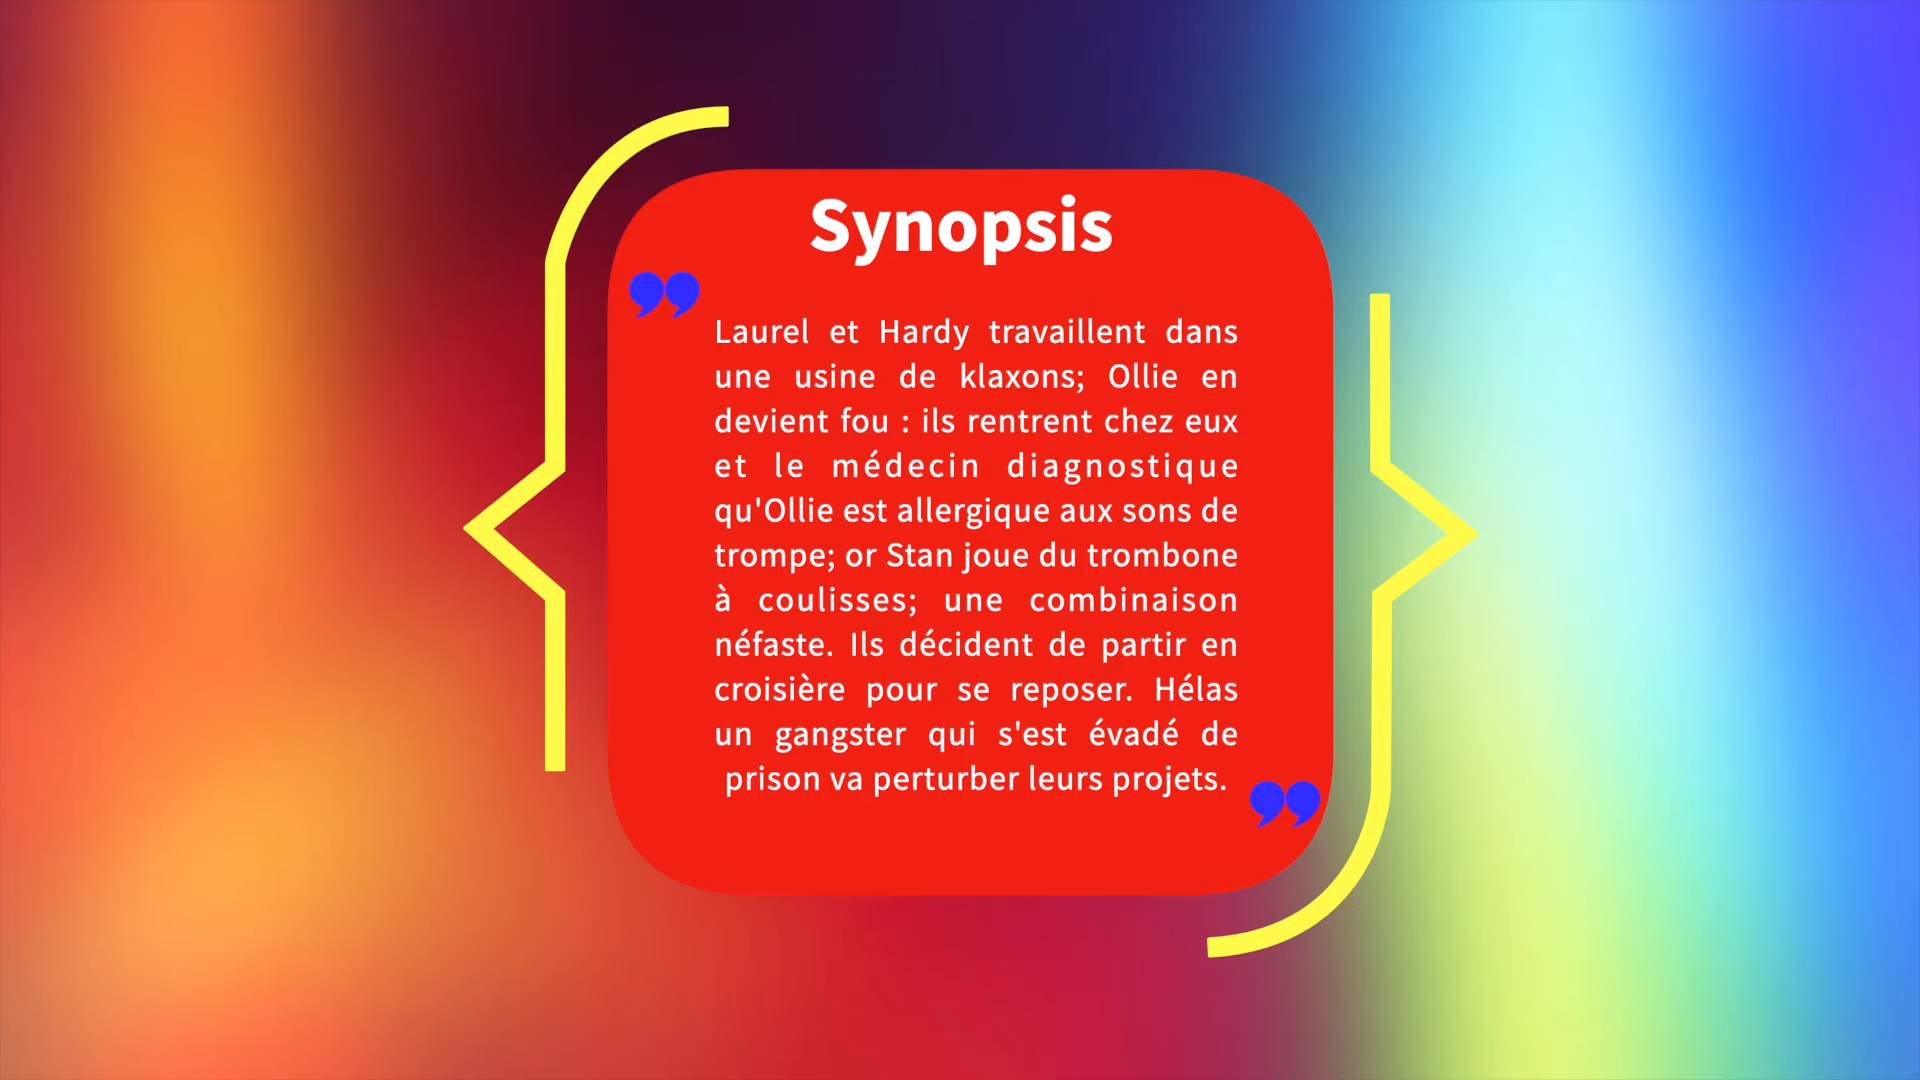 Synopsis
Laurel et Hardy travaillent dans
une usine de klaxons; Ollie en
devient fou : ils rentrent chez eux
et le médecin diagnostique
qu'Ollie est allergique aux sons de
trompe; or Stan joue du trombone
à coulisses; une combinaison
néfaste. Ils décident de partir en
croisière pour se reposer. Hélas
un gangster qui s'est évadé de
prison va perturber leurs projets.